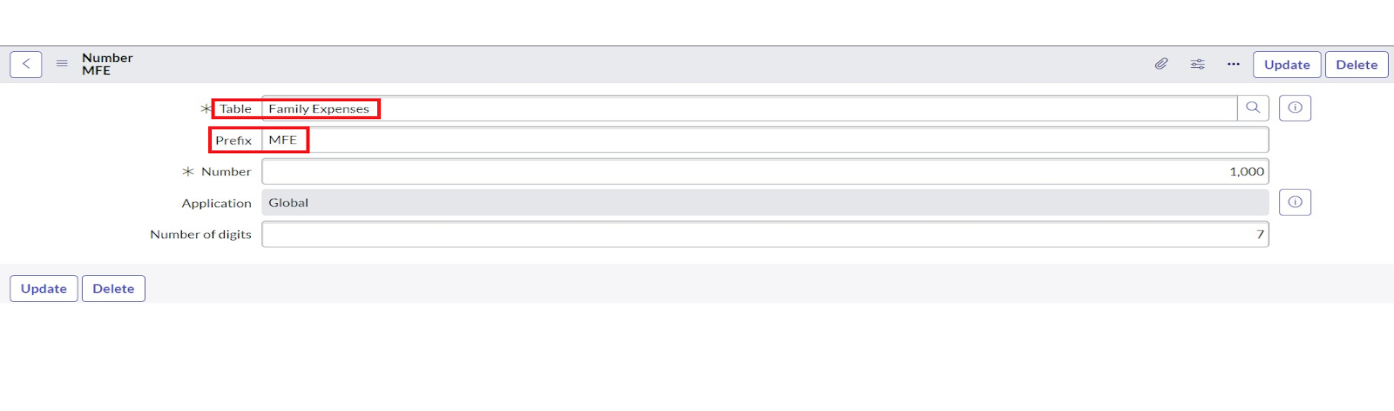 Number
MFE
Update Delete
* Table Family Expenses
Prefix MFE
* Number 1,000
Application Global
Number of digits 7
Update Delete